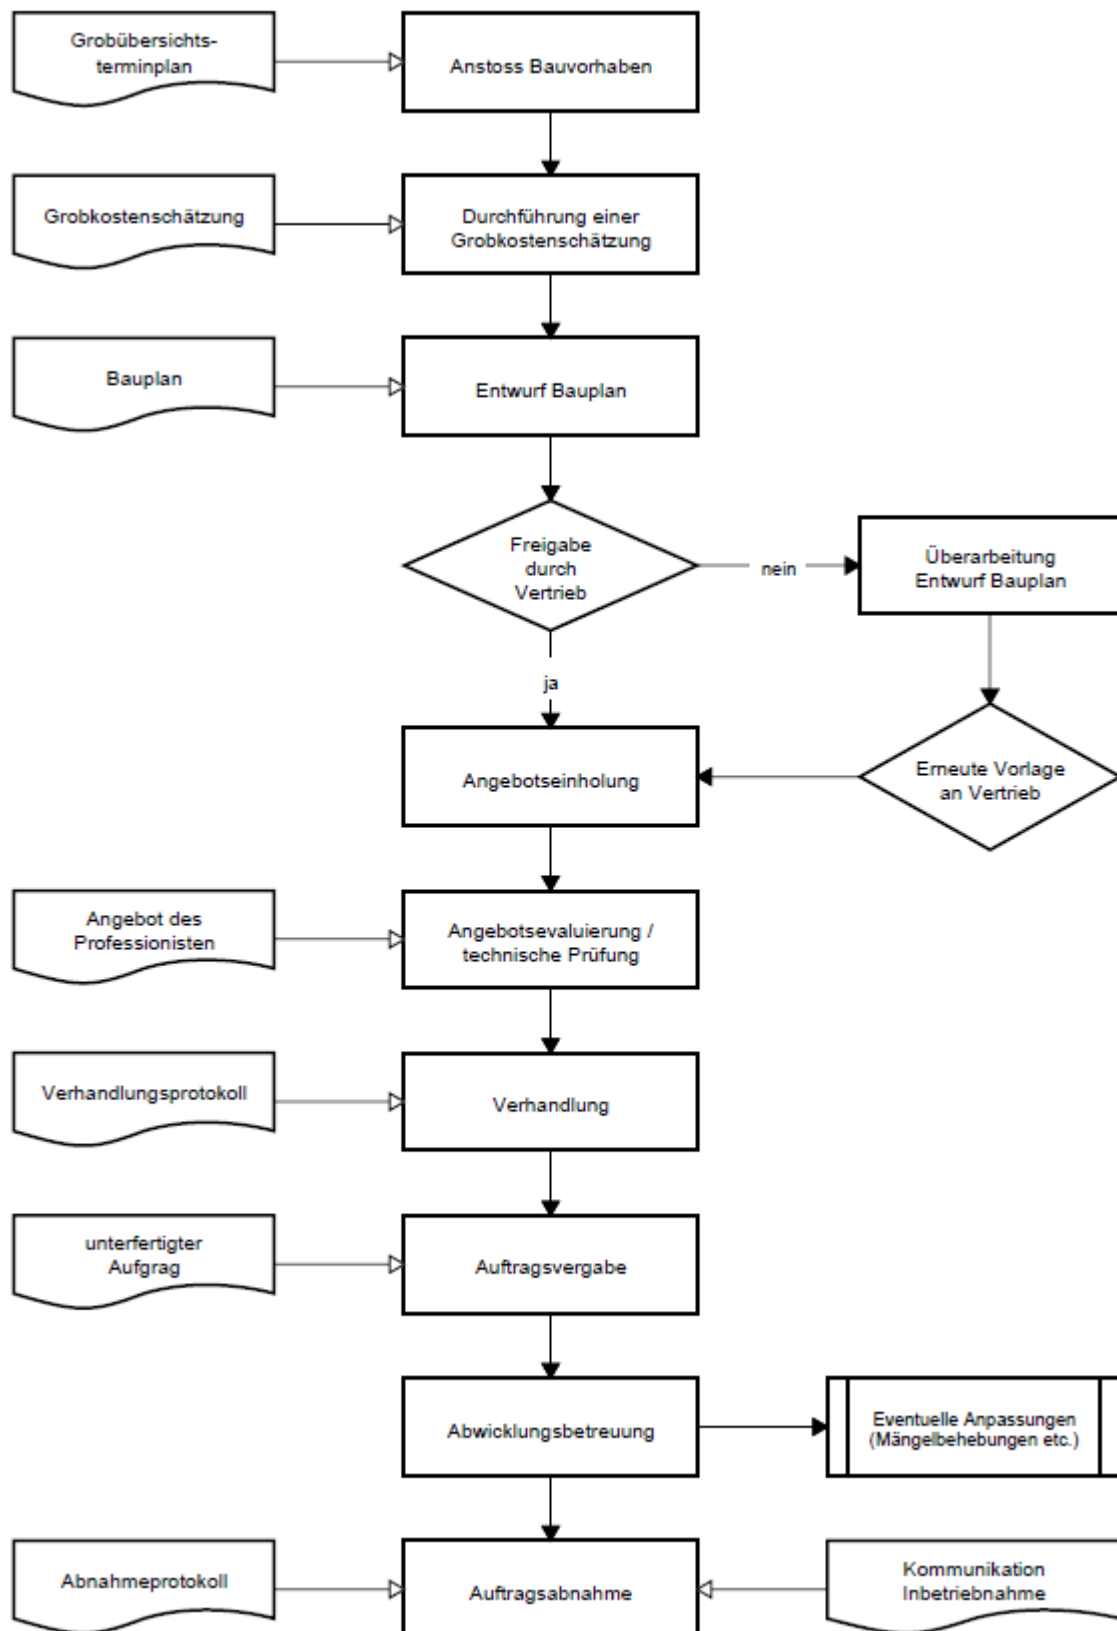 Grobübersichts-
terminplan
Anstoss Bauvorhaben
Grobkostenschätzung
Durchführung einer
Grobkostenschätzung
Bauplan
Entwurf Bauplan
Freigabe
durch
Vertrieb
nein
Überarbeitung
Entwurf Bauplan
ja
Angebotseinholung
Erneute Vorlage
an Vertrieb
Angebot des
Professionisten
Angebotsevaluierung /
technische Prüfung
Verhandlungsprotokoll
Verhandlung
unterfertigter
Aufgrag
Auftragsvergabe
Abwicklungsbetreuung
Eventuelle Anpassungen
(Mängelbehebungen etc.)
Abnahmeprotokoll
Auftragsabnahme
Kommunikation
Inbetriebnahme